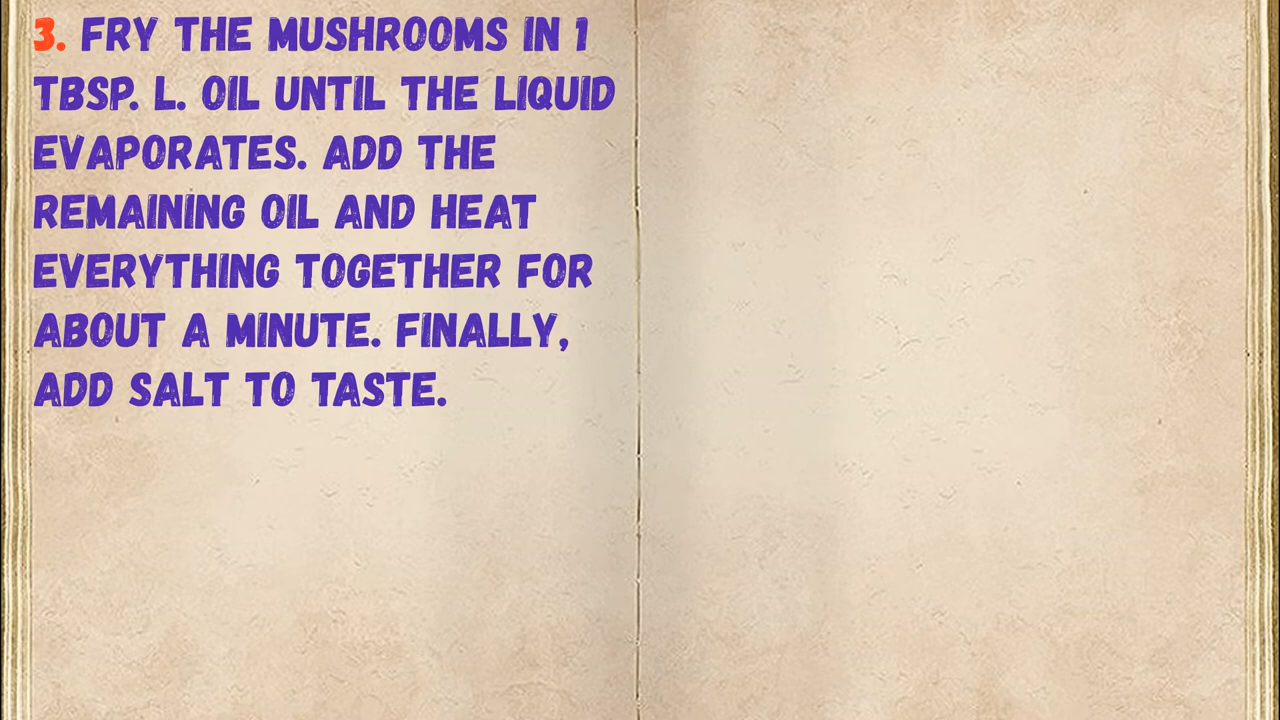 3. FRY THE MUSHROOMS IN 1
TBSP. L. OIL UNTIL THE LIQUID
EVAPORATES. ADD THE
REMAINING OIL AND HEAT
EVERYTHING TOGETHER FOR
ABOUT A MINUTE. FINALLY,
ADD SALT TO TASTE.